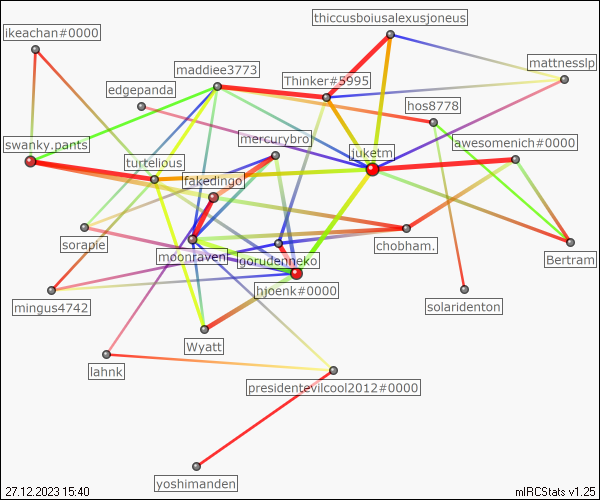 thiccusboiusalexusjoneus
ikeachan#0000
mattnesslp
maddiee3773
Thinker#5995
edgepanda
hos8778
mercurybro
awesomenich#0000
swanky.pants
juketm
turtelious
fakedingo
sorapie
chobham.
moonraven
gorudenneko
Bertram
hjoenk#0000
mingus4742
solaridenton
Wyatt
lahnk
presidentevilcool2012#0000
yoshimanden
27.12.2023 15:40
mIRCStats v1.25